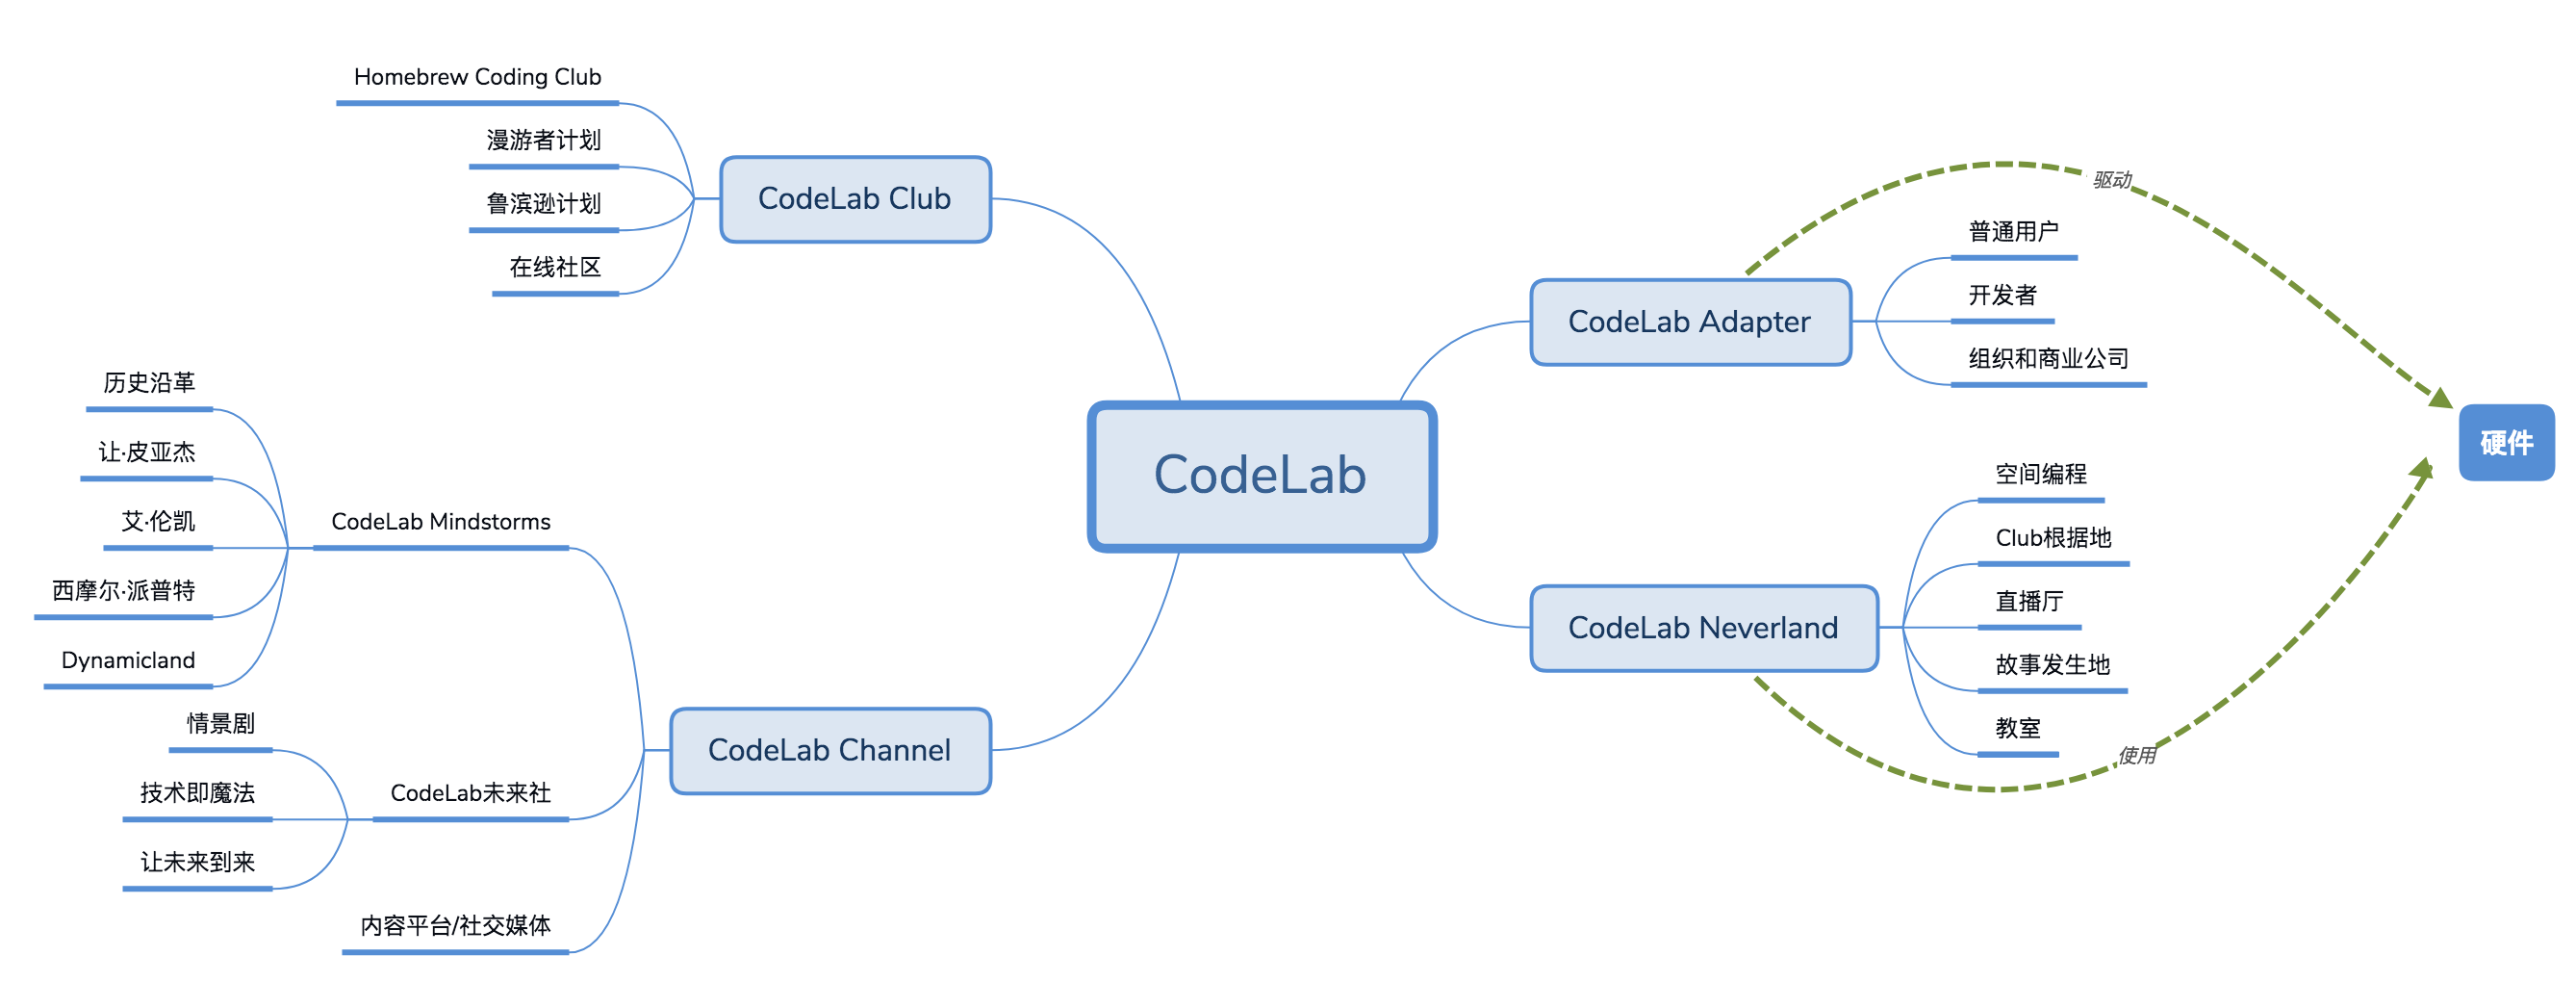 Homebrew Coding Club
漫游者计划
鲁滨逊计划
在线社区
CodeLab Club
历史沿革
让·皮亚杰
艾·伦凯
西摩尔·派普特
Dynamicland
CodeLab Mindstorms
情景剧
技术即魔法
让未来到来
CodeLab未来社
内容平台/社交媒体
CodeLab Channel
CodeLab
CodeLab Adapter
普通用户
开发者
组织和商业公司
驱动
硬件
CodeLab Neverland
空间编程
Club根据地
直播厅
故事发生地
教室
使用